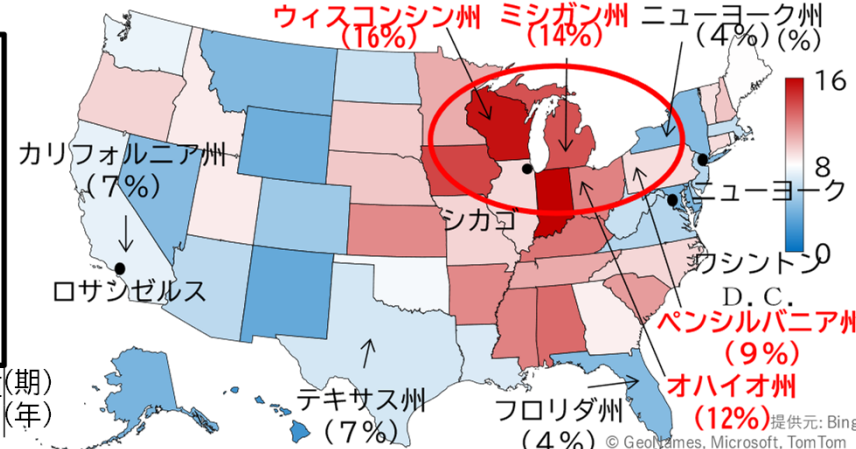 ウィスコンシン州
(16%)
ミシガン州
(14%)
ニューヨーク州
(4%)
(%)
16
8
0
カリフォルニア州
(7%)
ロサンゼルス
シカゴ
ニューヨーク
ワシントン
D.C.
ペンシルバニア州
(9%)
オハイオ州
(12%)
テキサス州
(7%)
フロリダ州
(4%)
(期)
(年)
提供元: Bing
© GeoNames, Microsoft, TomTom